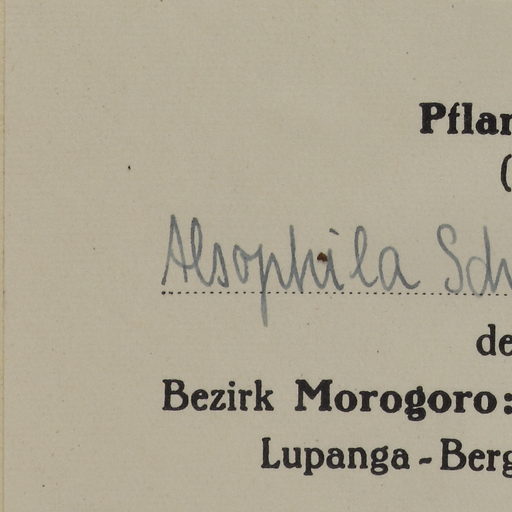 Pflan
(
Alsophila Sch
de
Bezirk Morogoro:
Lupanga-Berg